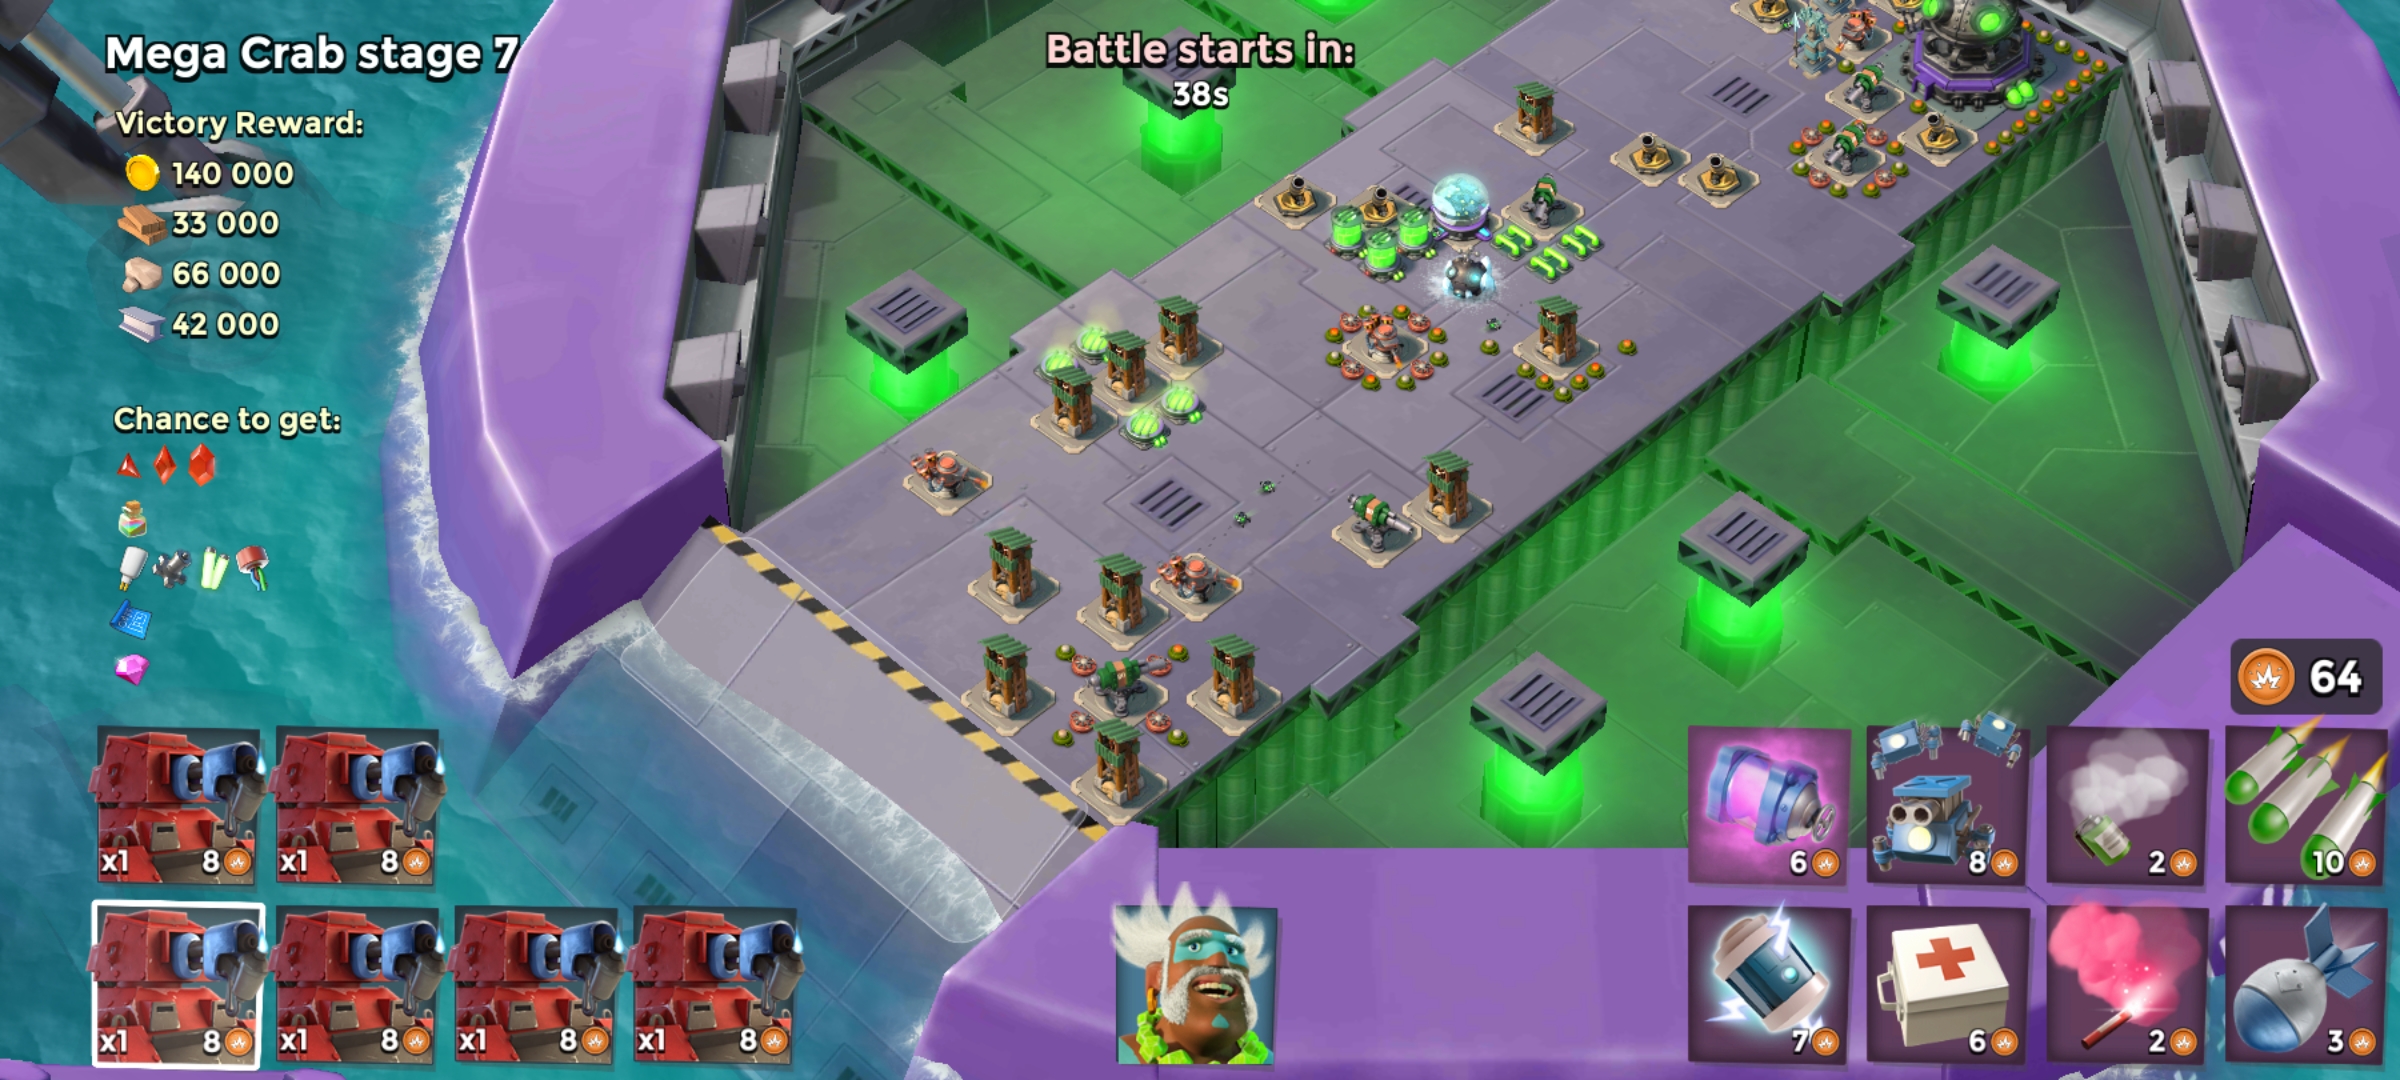 Mega Crab stage 7
Battle starts in:
38s
Victory Reward:
140 000
33 000
66 000
42 000
Chance to get:
64
x1 8
x1 8
6
8
2
10
x1 8
x1 8
x1 8
x1 8
7
6
2
3